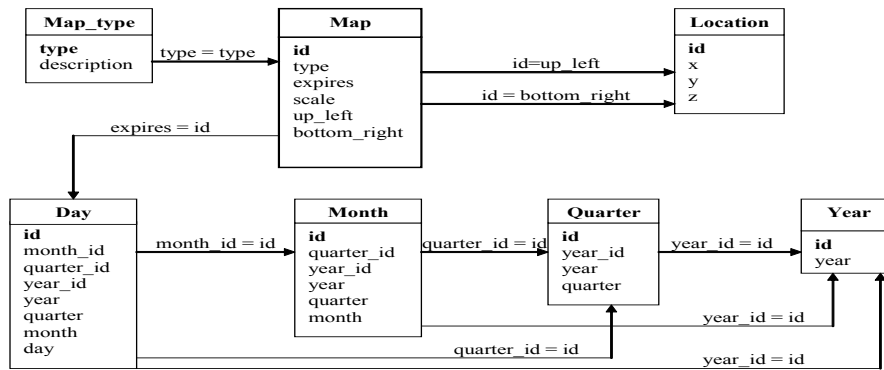 Map_type
type
description
type = type
Map
id
type
expires
scale
up_left
bottom_right
id=up_left
id = bottom_right
Location
id
x
y
z
expires = id
Day
id
month_id
quarter_id
year_id
year
quarter
month
day
month_id = id
Month
id
quarter_id
year_id
year
quarter
month
quarter_id = id
Quarter
id
year_id
year
quarter
year_id = id
Year
id
year
year_id = id
quarter_id = id
year_id = id